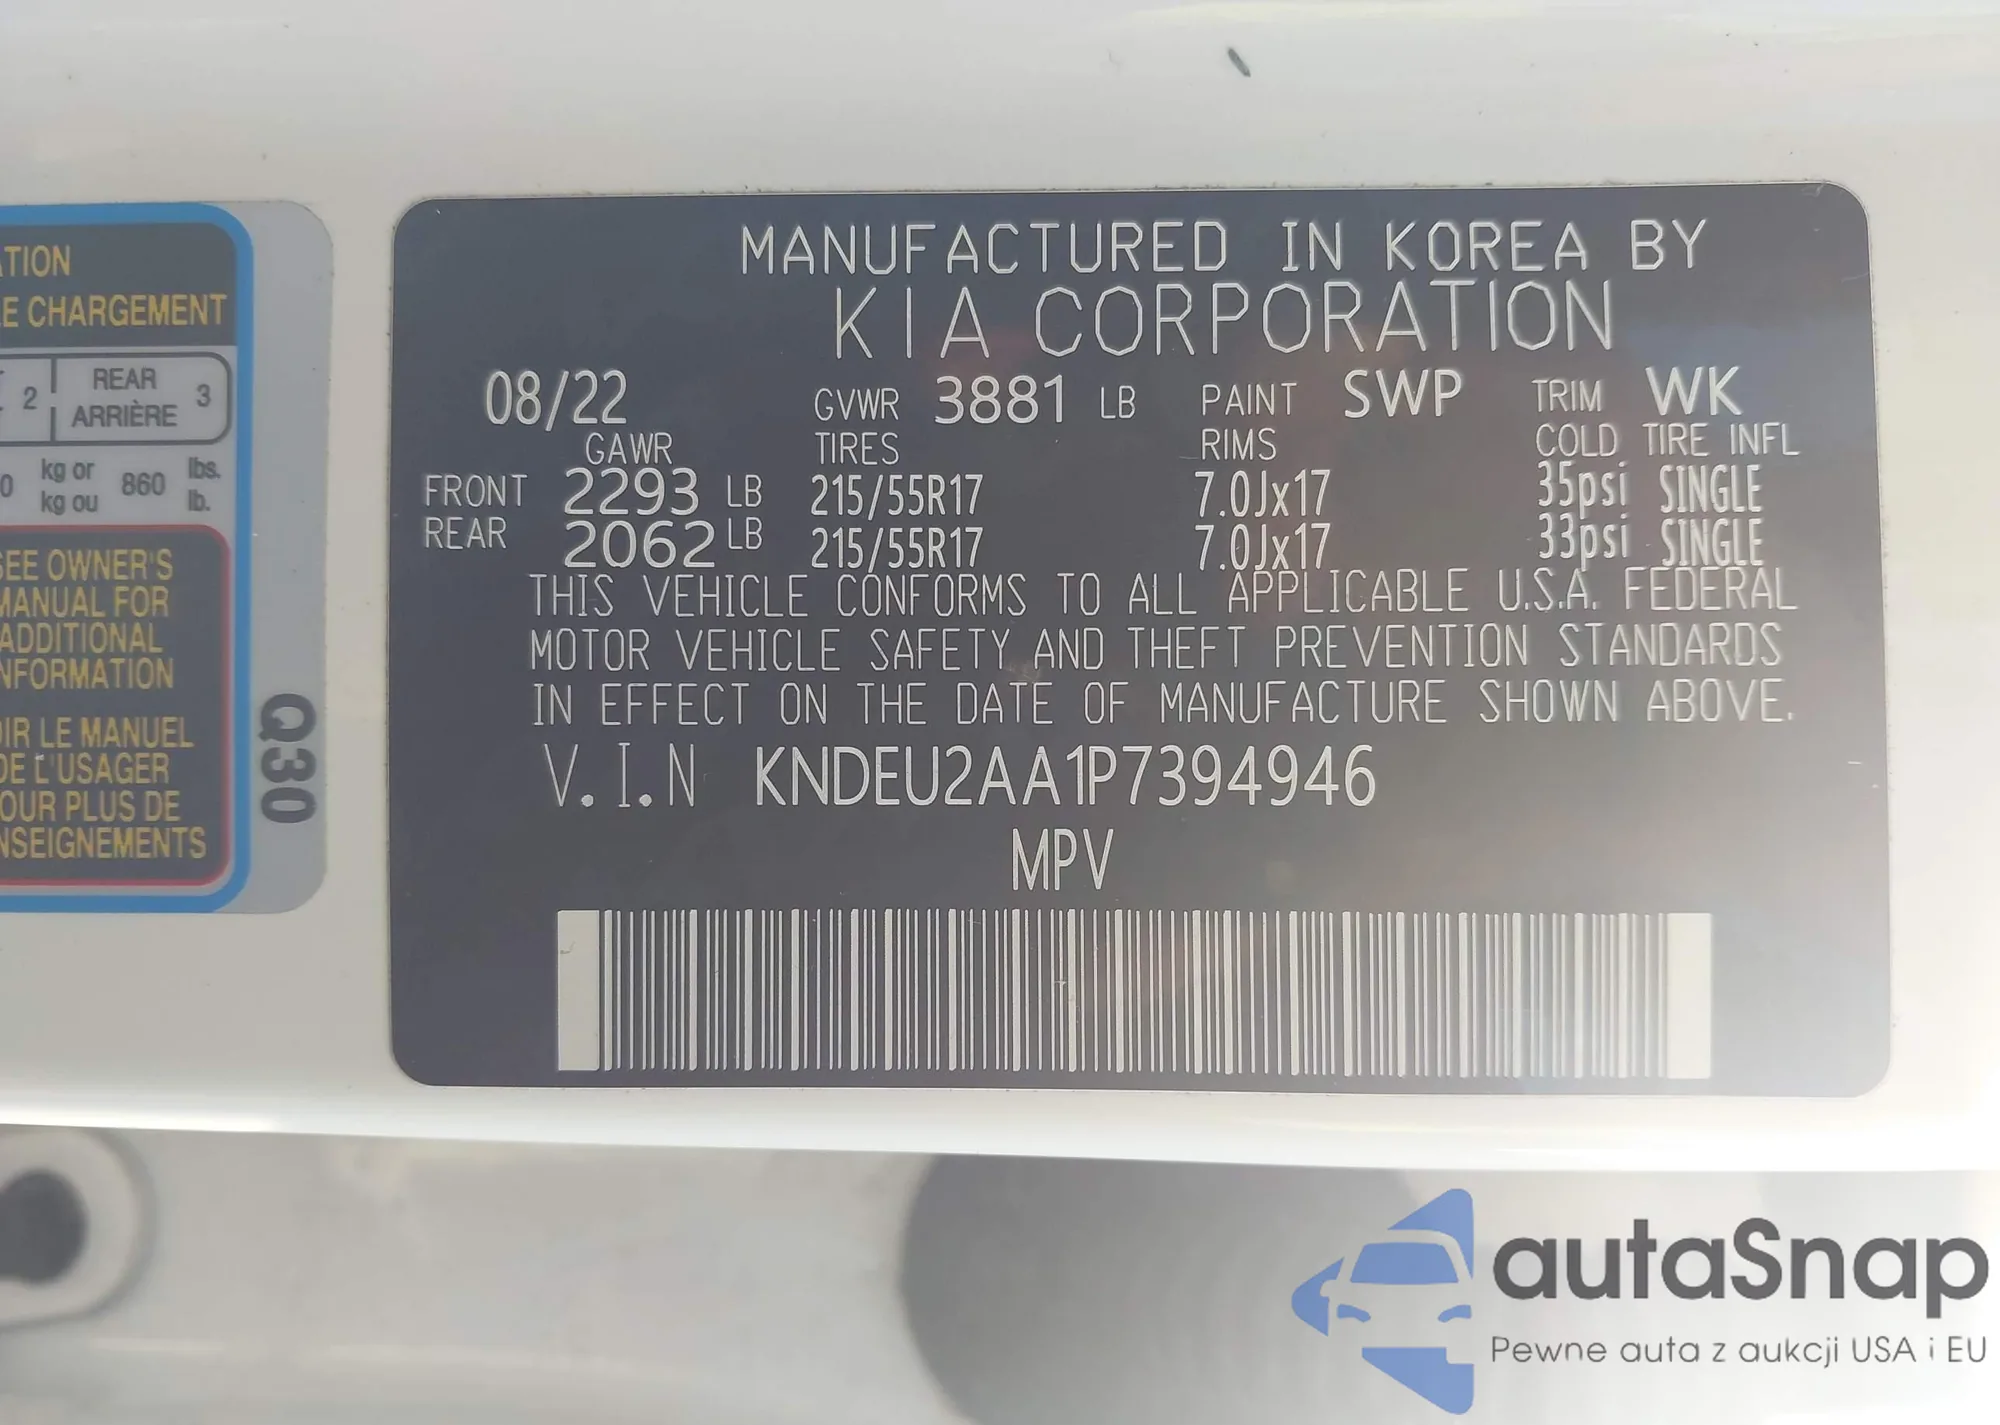 ATION
LE CHARGEMENT
2 REAR 3
ARRIÈRE
0 kg or 860 lbs.
kg ou lb.
SEE OWNER'S
MANUAL FOR
ADDITIONAL
INFORMATION
OIR LE MANUEL
DE L'USAGER
OUR PLUS DE
NSEIGNEMENTS
Q30
MANUFACTURED IN KOREA BY
KIA CORPORATION
08/22 GVWR 3881 LB PAINT SWP TRIM WK
GAWR TIRES RIMS COLD TIRE INFL
FRONT 2293 LB 215/55R17 7.0Jx17 35psi SINGLE
REAR 2062 LB 215/55R17 7.0Jx17 33psi SINGLE
THIS VEHICLE CONFORMS TO ALL APPLICABLE U.S.A. FEDERAL
MOTOR VEHICLE SAFETY AND THEFT PREVENTION STANDARDS
IN EFFECT ON THE DATE OF MANUFACTURE SHOWN ABOVE.
V.I.N KNDEU2AA1P7394946
MPV
autaSnap
Pewne auta z aukcji USA i EU